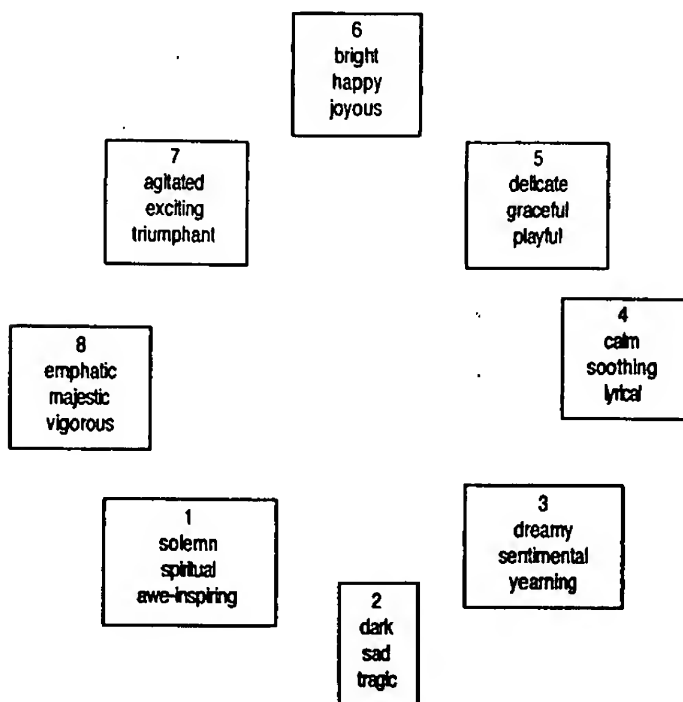 6
bright
happy
joyous
7
agitated
exciting
triumphant
5
delicate
graceful
playful
4
calm
soothing
lyrical
8
emphatic
majestic
vigorous
3
dreamy
sentimental
yearning
1
solemn
spiritual
awe-inspiring
2
dark
sad
tragic